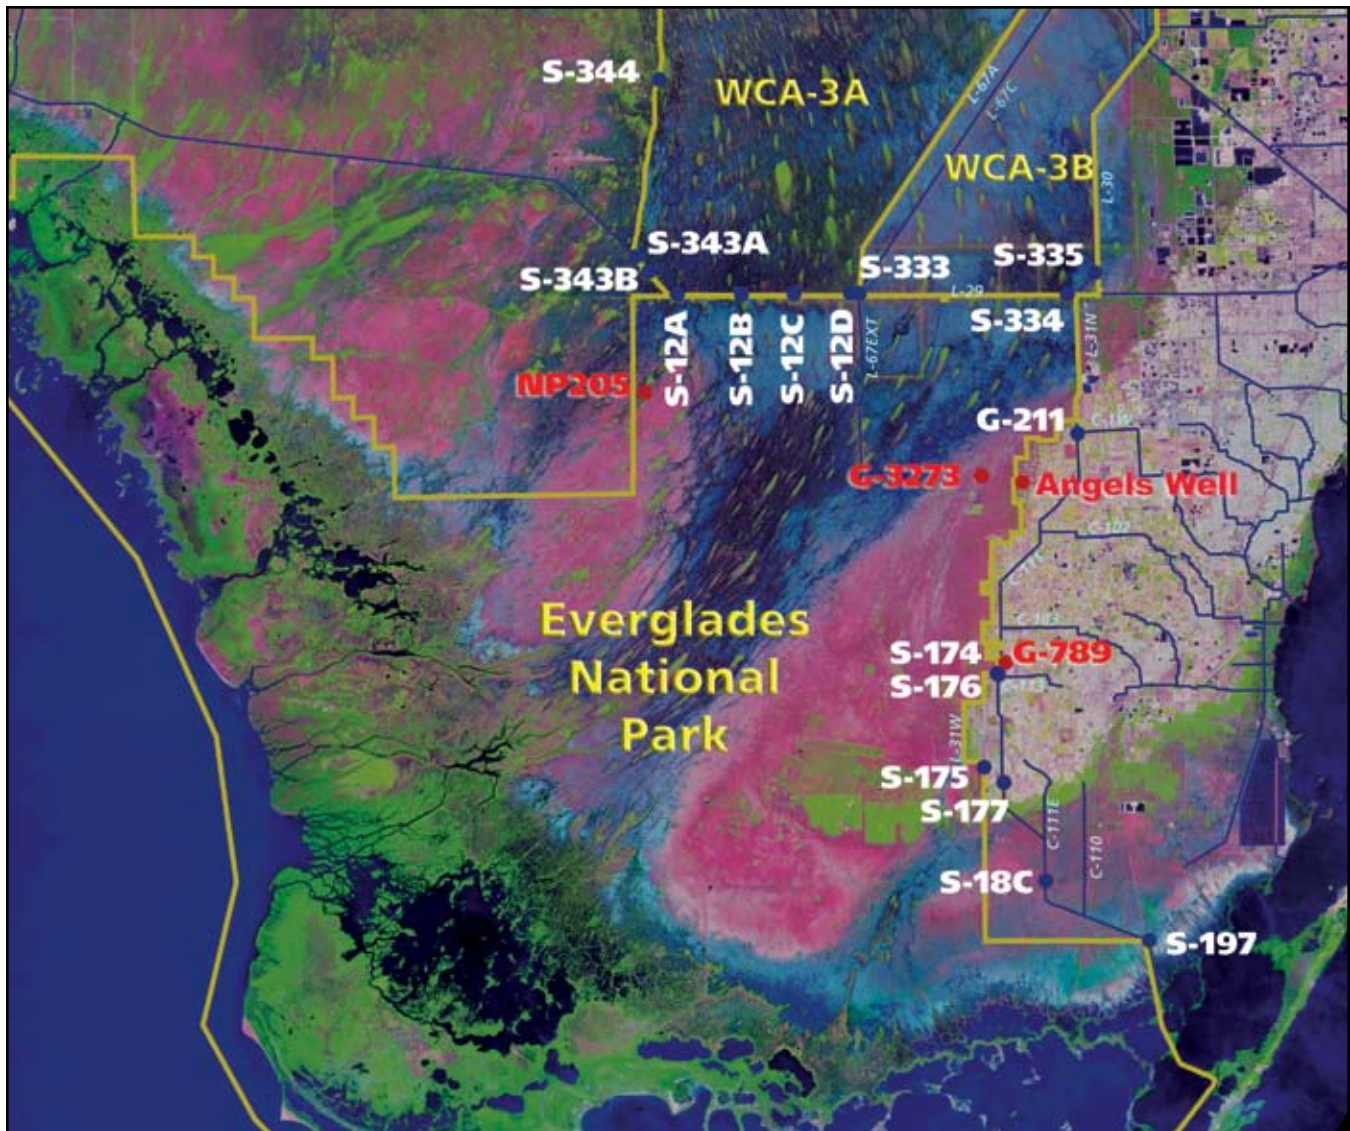 S-344
WCA-3A
L-67A
L-67C
WCA-3B
L-30
S-343A
S-343B
S-333
S-335
L-29
S-334
S-12A
S-12B
S-12C
S-12D
L-67EXT
L-31N
NP205
G-211
G-3273
Angels Well
C-102
Everglades
National
Park
C-103
S-174
G-789
S-176
C-113
L-31W
S-175
S-177
C-111E
C-110
S-18C
S-197